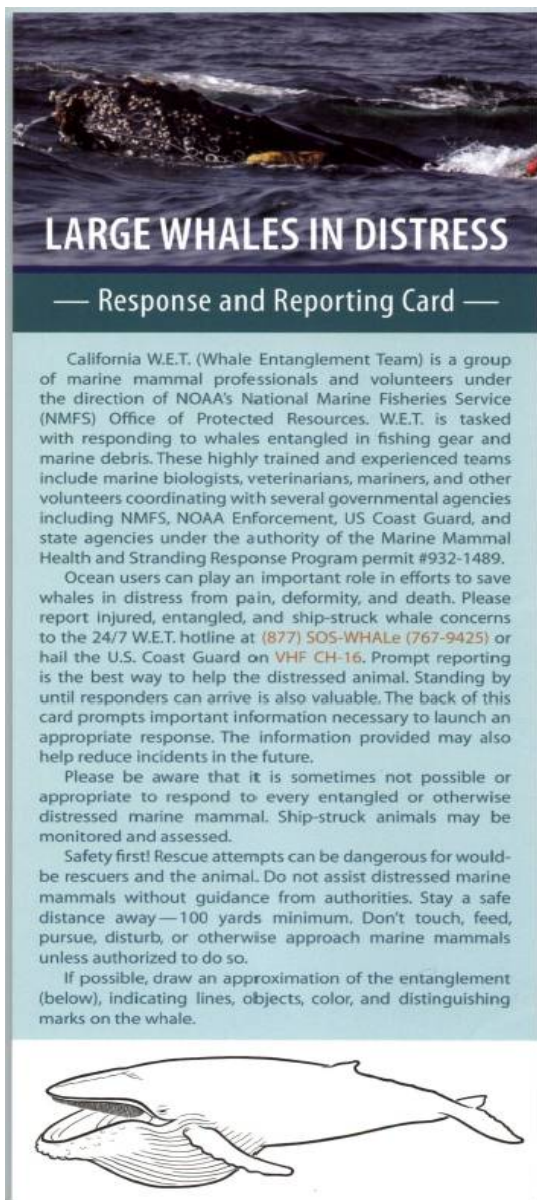 LARGE WHALES IN DISTRESS
— Response and Reporting Card —
California W.E.T. (Whale Entanglement Team) is a group
of marine mammal professionals and volunteers under
the direction of NOAA's National Marine Fisheries Service
(NMFS) Office of Protected Resources. W.E.T. is tasked
with responding to whales entangled in fishing gear and
marine debris. These highly trained and experienced teams
include marine biologists, veterinarians, mariners, and other
volunteers coordinating with several governmental agencies
including NMFS, NOAA Enforcement, US Coast Guard, and
state agencies under the authority of the Marine Mammal
Health and Stranding Response Program permit #932-1489.
Ocean users can play an important role in efforts to save
whales in distress from pain, deformity, and death. Please
report injured, entangled, and ship-struck whale concerns
to the 24/7 W.E.T. hotline at (877) SOS-WHALe (767-9425) or
hail the U.S. Coast Guard on VHF CH-16. Prompt reporting
is the best way to help the distressed animal. Standing by
until responders can arrive is also valuable. The back of this
card prompts important information necessary to launch an
appropriate response. The information provided may also
help reduce incidents in the future.
Please be aware that it is sometimes not possible or
appropriate to respond to every entangled or otherwise
distressed marine mammal. Ship-struck animals may be
monitored and assessed.
Safety first! Rescue attempts can be dangerous for would-
be rescuers and the animal. Do not assist distressed marine
mammals without guidance from authorities. Stay a safe
distance away—100 yards minimum. Don't touch, feed,
pursue, disturb, or otherwise approach marine mammals
unless authorized to do so.
If possible, draw an approximation of the entanglement
(below), indicating lines, objects, color, and distinguishing
marks on the whale.